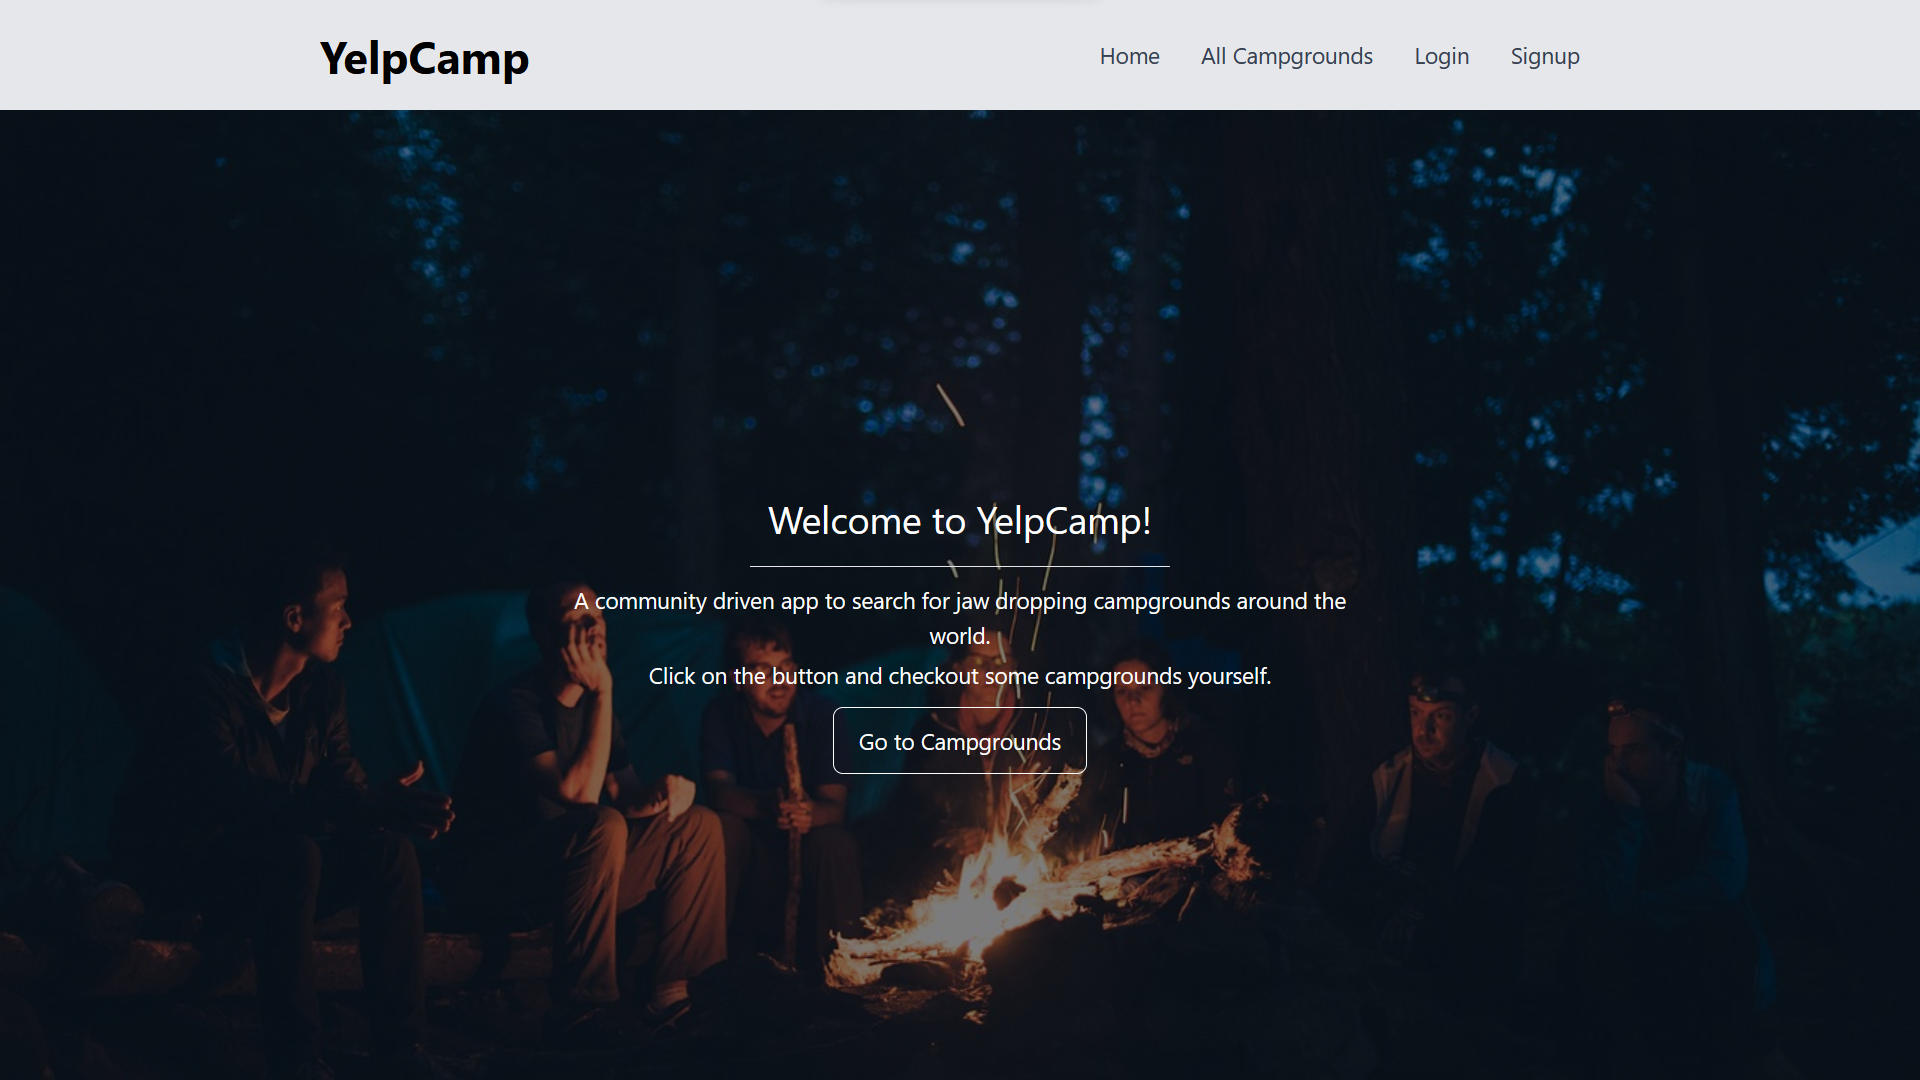 YelpCamp
Home
All Campgrounds
Login
Signup
Welcome to YelpCamp!
A community driven app to search for jaw dropping campgrounds around the
world.
Click on the button and checkout some campgrounds yourself.
Go to Campgrounds